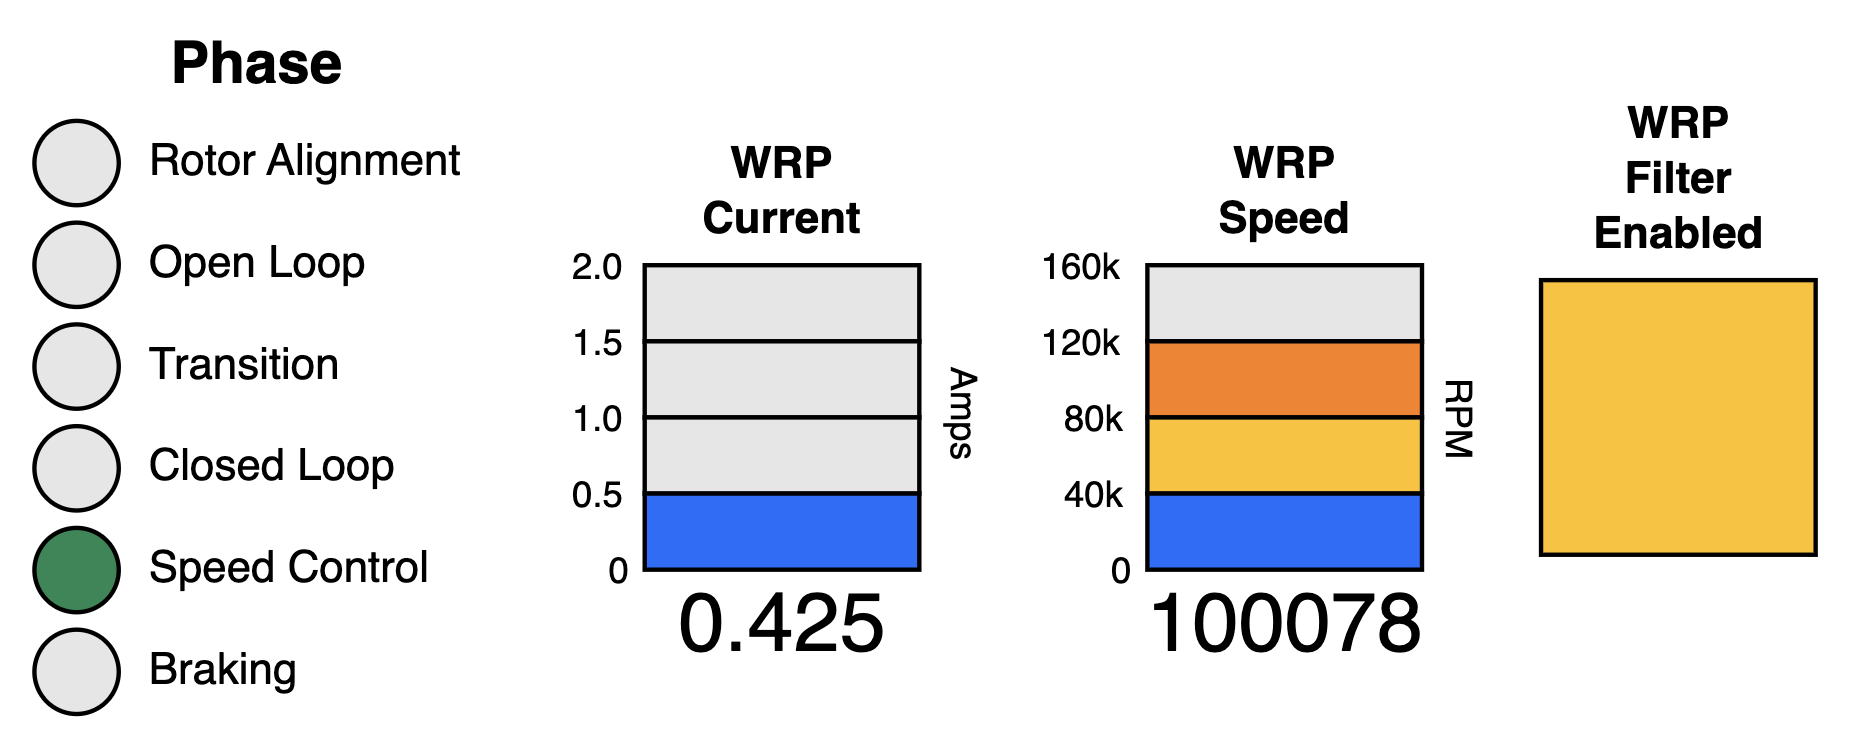 Phase
Rotor Alignment
Open Loop
Transition
Closed Loop
Speed Control
Braking
WRP
Current
2.0
1.5
1.0
0.5
0
Amps
0.425
WRP
Speed
160k
120k
80k
40k
0
RPM
100078
WRP
Filter
Enabled